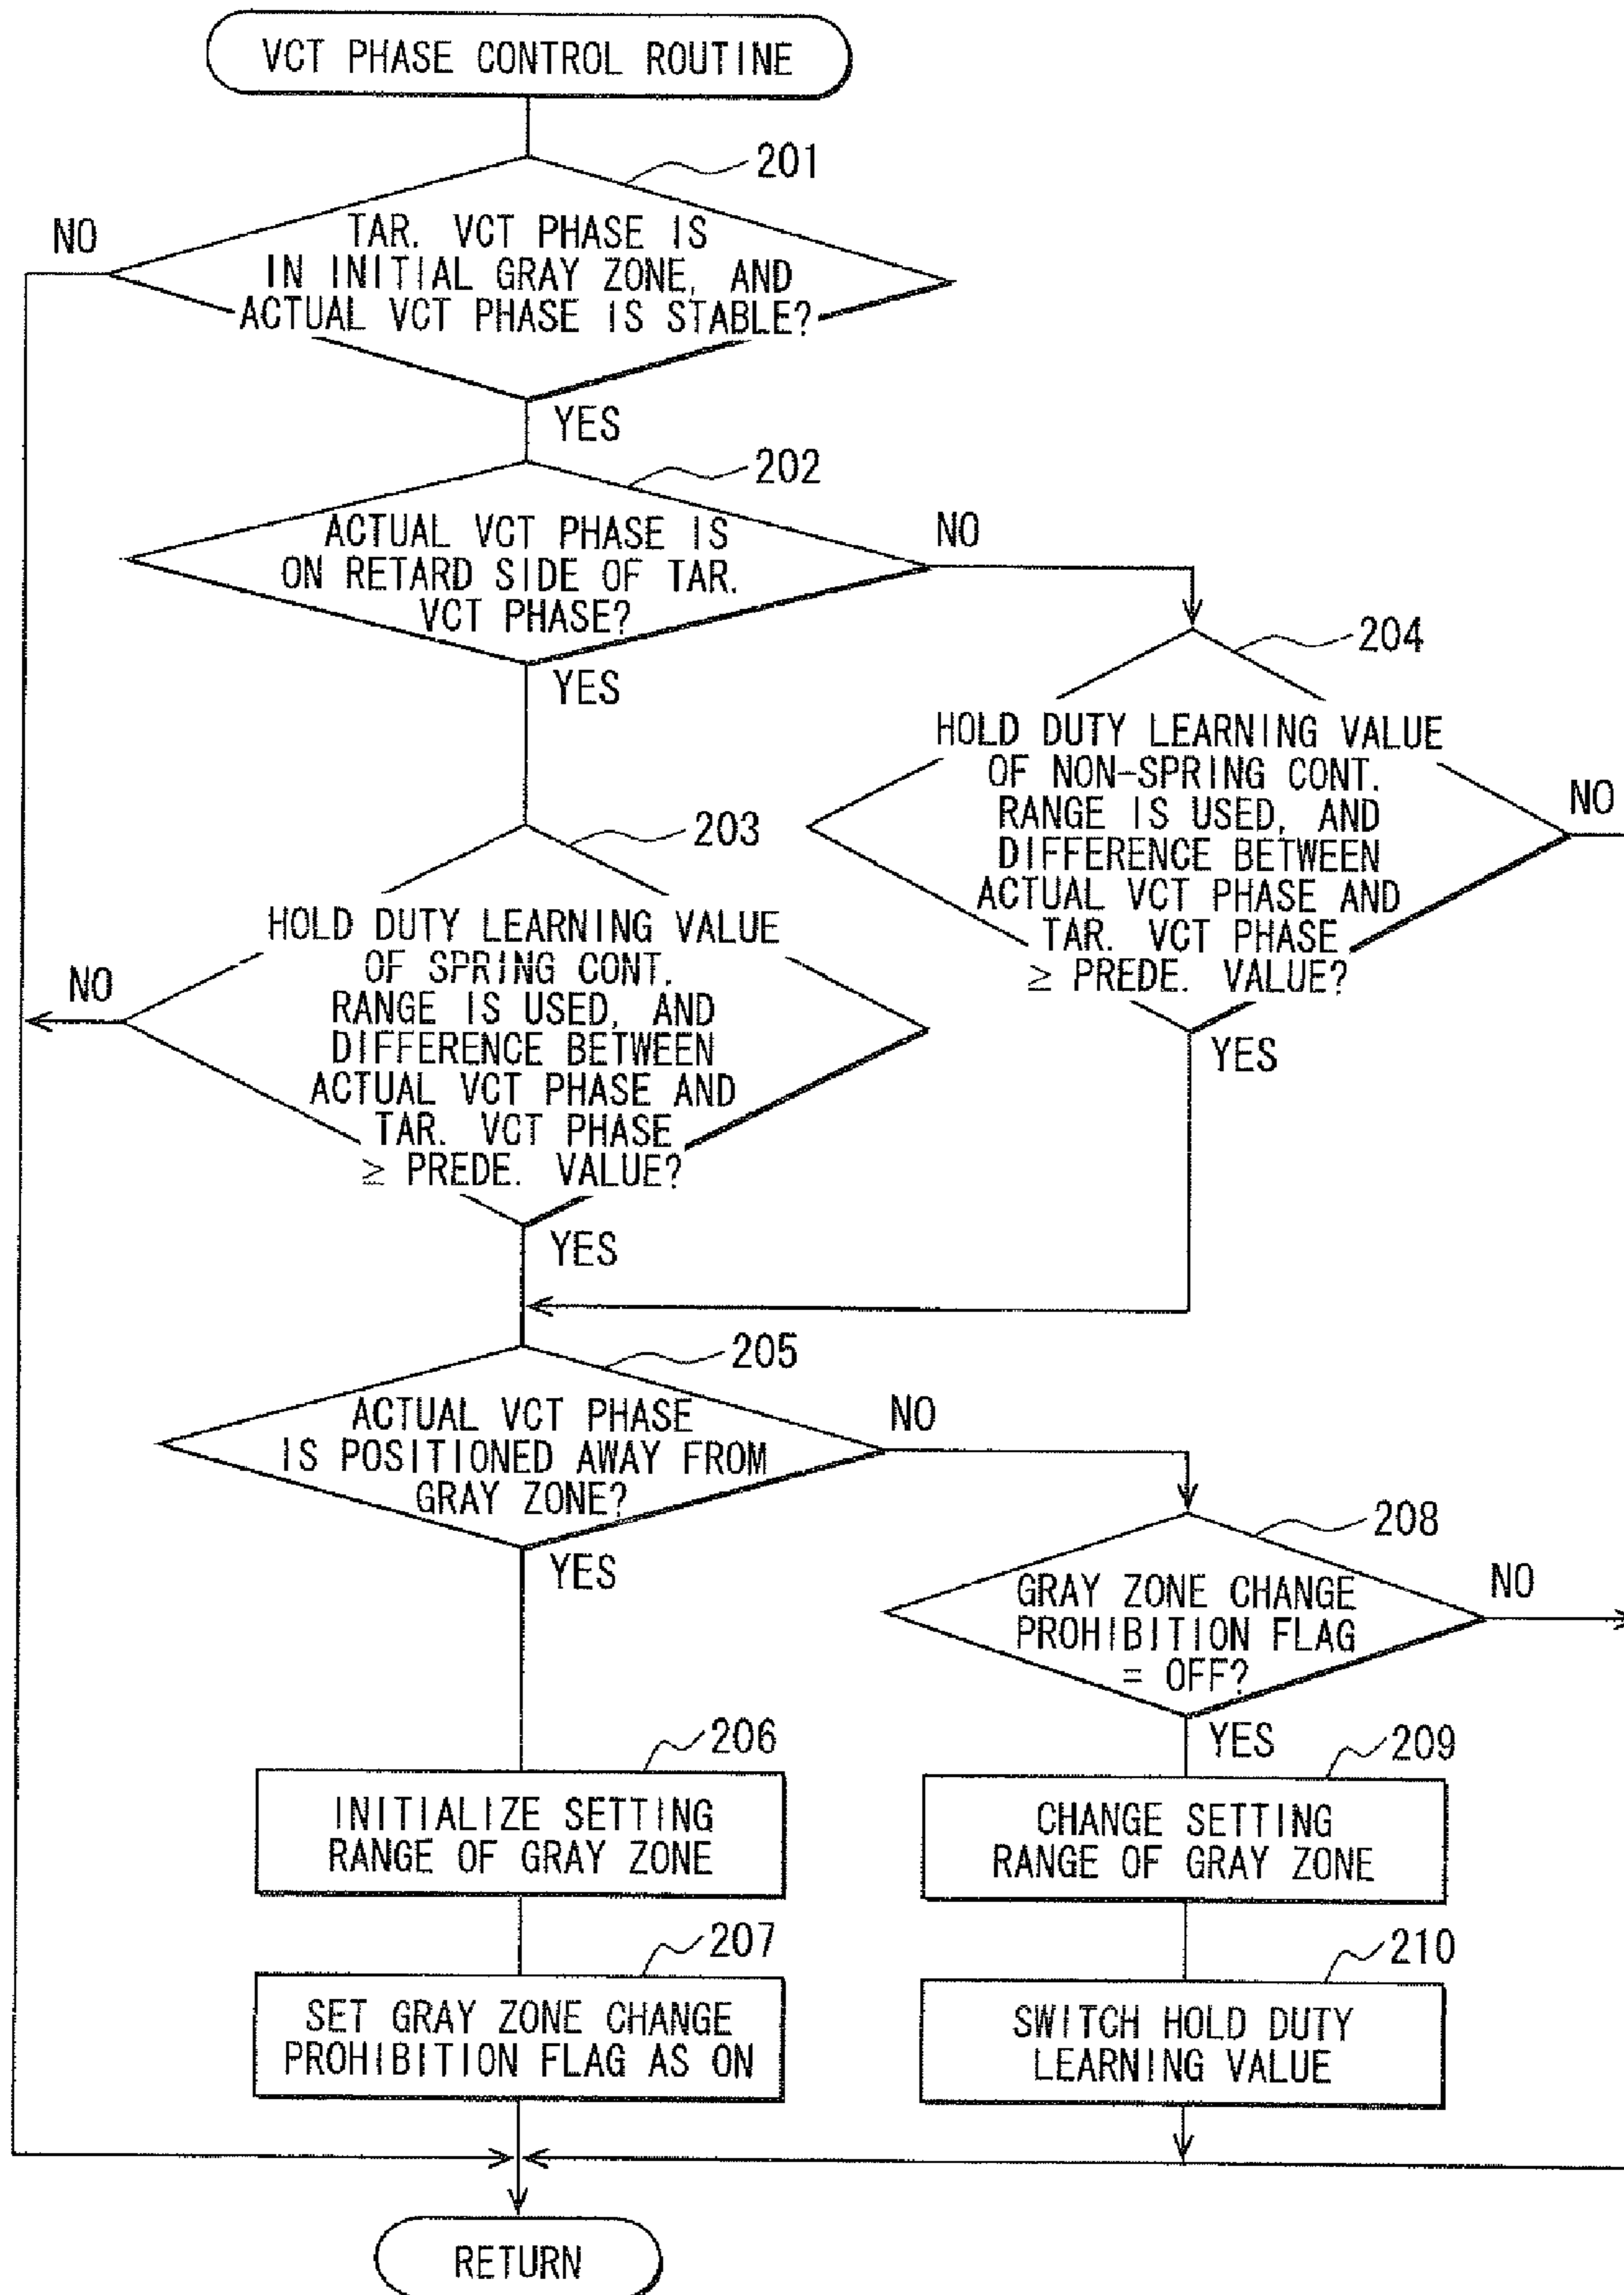 VCT PHASE CONTROL ROUTINE
201
NO
TAR. VCT PHASE IS
IN INITIAL GRAY ZONE, AND
ACTUAL VCT PHASE IS STABLE?
YES
202
ACTUAL VCT PHASE IS
ON RETARD SIDE OF TAR.
VCT PHASE?
NO
YES
204
HOLD DUTY LEARNING VALUE
OF NON-SPRING CONT.
RANGE IS USED, AND
DIFFERENCE BETWEEN
ACTUAL VCT PHASE AND
TAR. VCT PHASE
≥ PREDE. VALUE?
NO
YES
203
HOLD DUTY LEARNING VALUE
OF SPRING CONT.
RANGE IS USED, AND
DIFFERENCE BETWEEN
ACTUAL VCT PHASE AND
TAR. VCT PHASE
≥ PREDE. VALUE?
NO
YES
205
ACTUAL VCT PHASE
IS POSITIONED AWAY FROM
GRAY ZONE?
NO
YES
208
GRAY ZONE CHANGE
PROHIBITION FLAG
= OFF?
NO
YES
206
INITIALIZE SETTING
RANGE OF GRAY ZONE
209
CHANGE SETTING
RANGE OF GRAY ZONE
207
SET GRAY ZONE CHANGE
PROHIBITION FLAG AS ON
210
SWITCH HOLD DUTY
LEARNING VALUE
RETURN